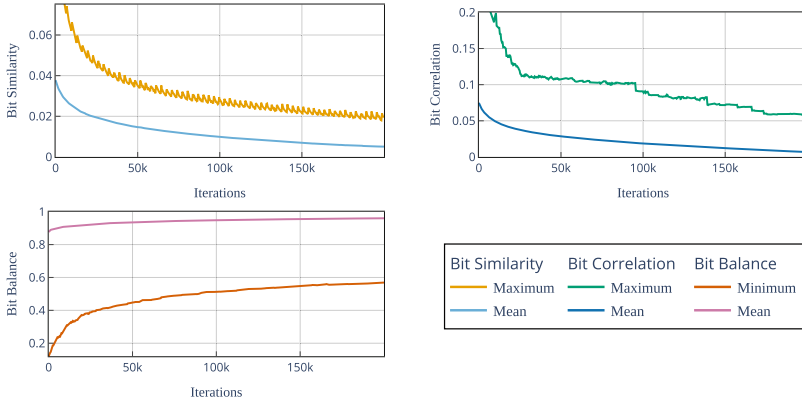 0.06
0.04
0.02
0
Bit Similarity
0 50k 100k 150k
Iterations
0.2
0.15
0.1
0.05
0
Bit Correlation
0 50k 100k 150k
Iterations
1
0.8
0.6
0.4
0.2
Bit Balance
0 50k 100k 150k
Iterations
Bit Similarity Bit Correlation Bit Balance
Maximum Maximum Minimum
Mean Mean Mean